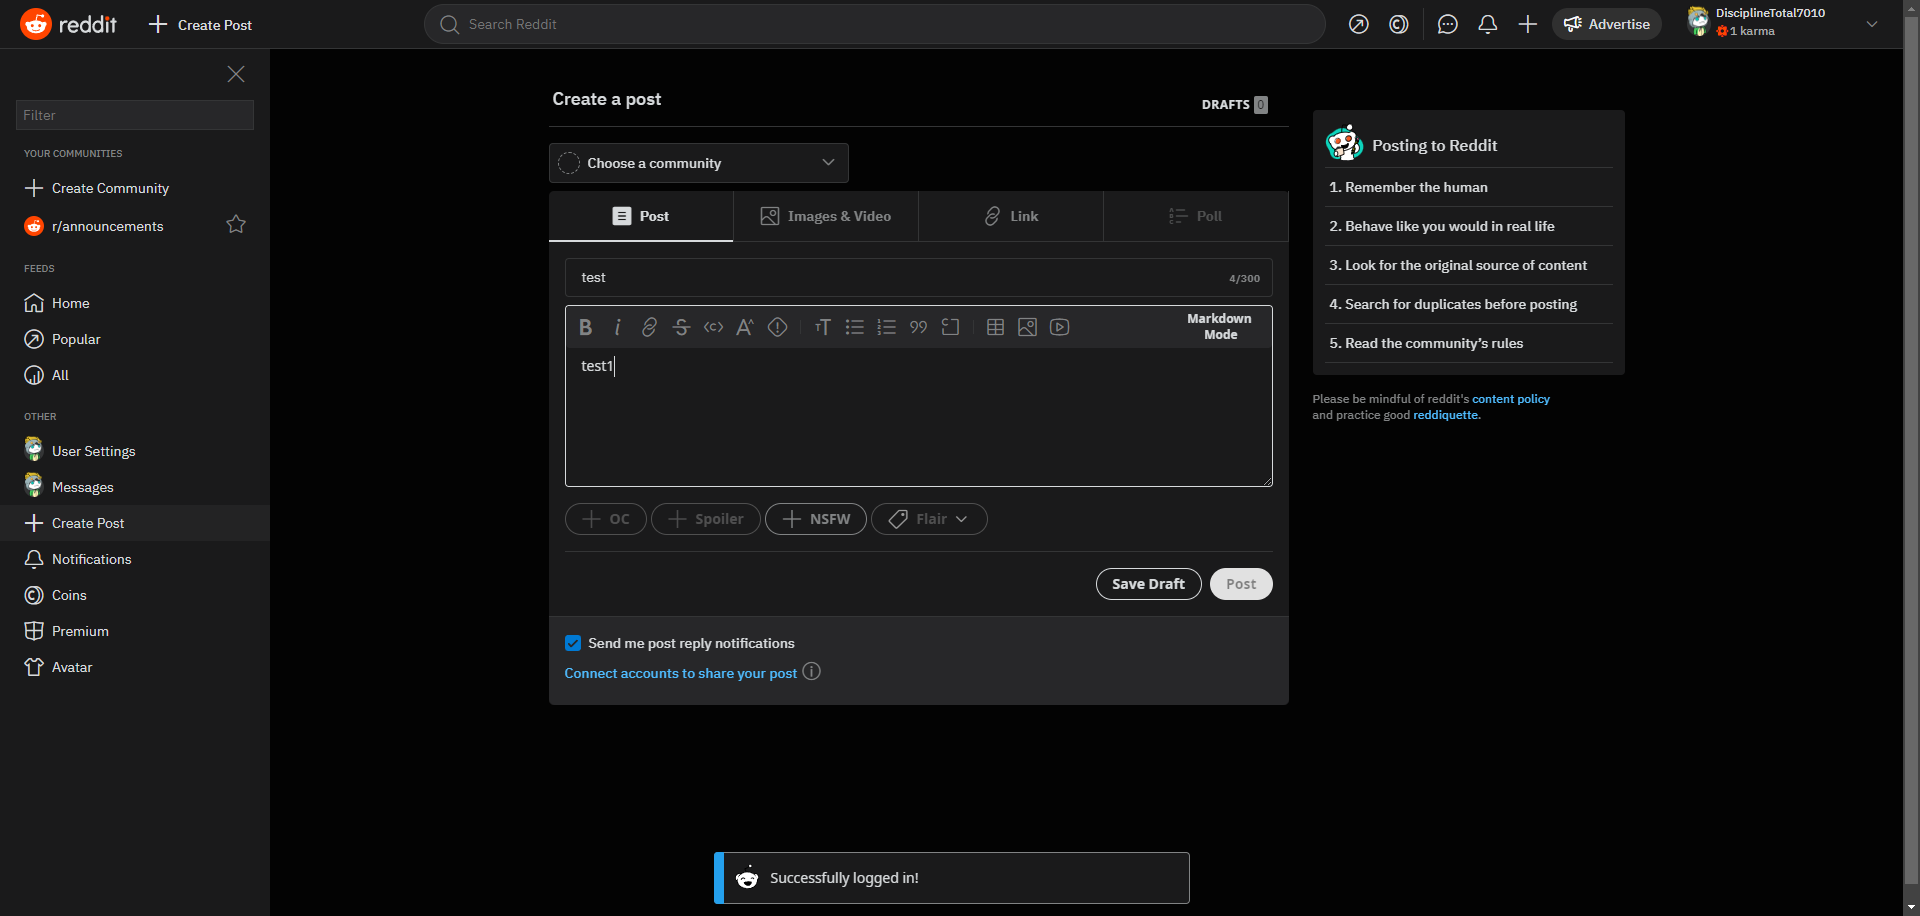 reddit
Create Post
Search Reddit
Advertise
DisciplineTotal7010
1 karma
Filter
YOUR COMMUNITIES
Create Community
r/announcements
FEEDS
Home
Popular
All
OTHER
User Settings
Messages
Create Post
Notifications
Coins
Premium
Avatar
Create a post
DRAFTS 0
Choose a community
Post
Images & Video
Link
Poll
test
4/300
Markdown
Mode
test1
OC
Spoiler
NSFW
Flair
Save Draft
Post
Send me post reply notifications
Connect accounts to share your post
Posting to Reddit
1. Remember the human
2. Behave like you would in real life
3. Look for the original source of content
4. Search for duplicates before posting
5. Read the community's rules
Please be mindful of reddit's content policy
and practice good reddiquette.
Successfully logged in!